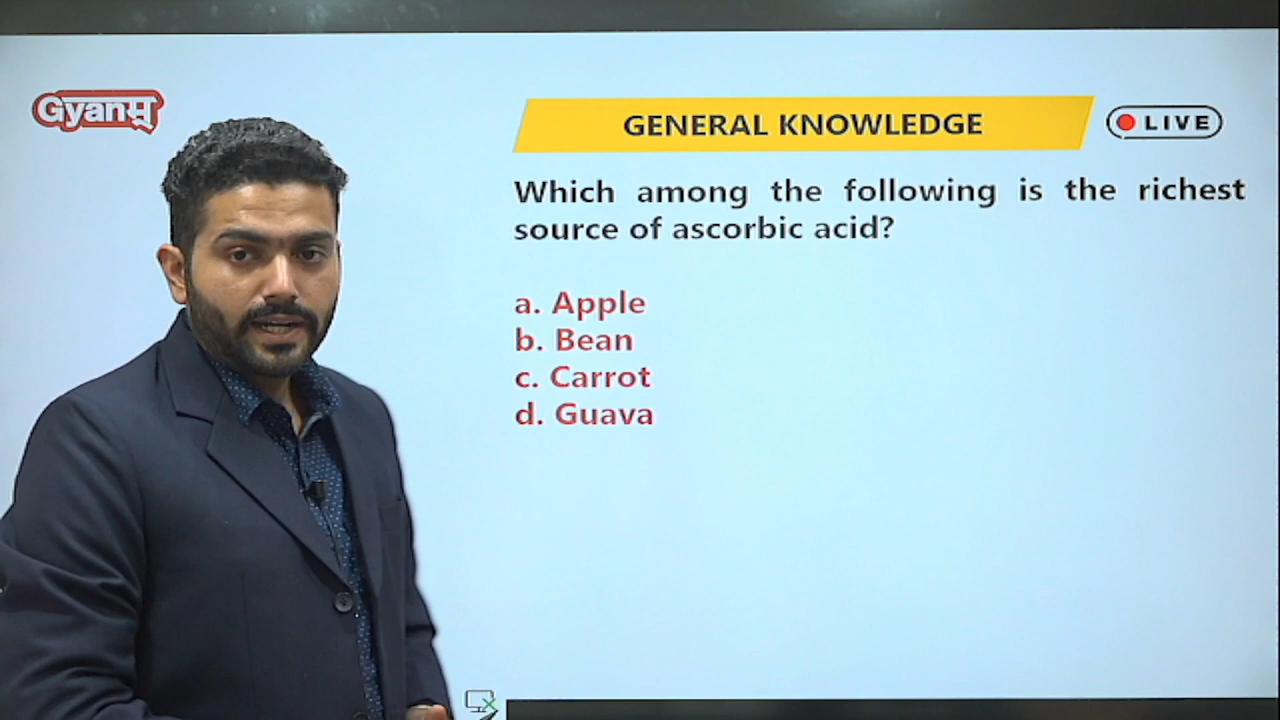 Gyanम्
GENERAL KNOWLEDGE
LIVE
Which among the following is the richest
source of ascorbic acid?
a. Apple
b. Bean
c. Carrot
d. Guava